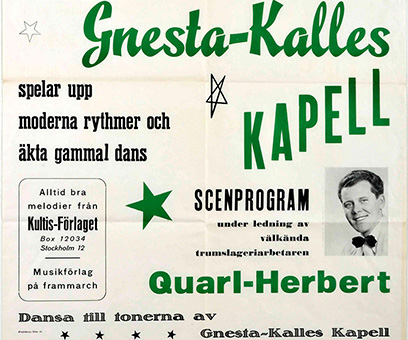 Gnesta-Kalles
KAPELL
spelar upp
moderna rythmer och
äkta gammal dans
Alltid bra
melodier från
Kultis-Förlaget
Box 12034
Stockholm 12
Musikförlag
på frammarch
SCENPROGRAM
under ledning av
välkända
trumslageriarbetaren
Quarl-Herbert
Dansa till tonerna av
Gnesta-Kalles Kapell